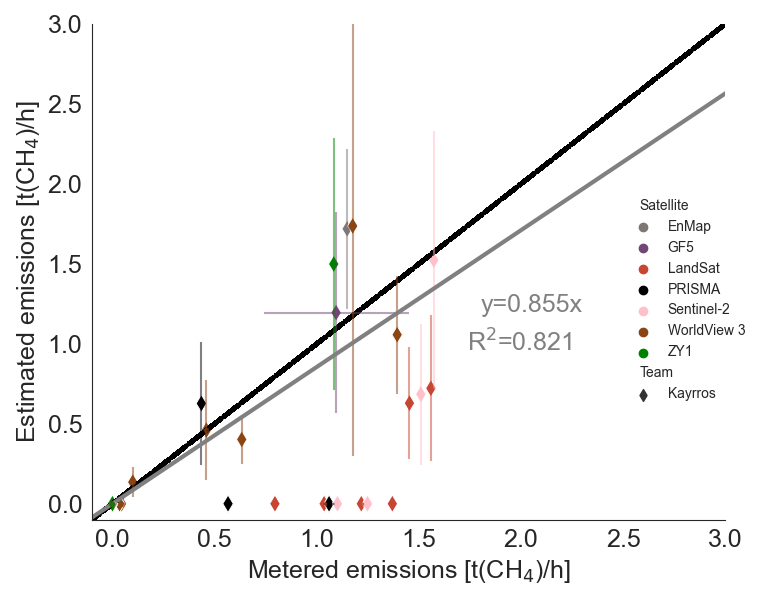 3.0
2.5
2.0
1.5
1.0
0.5
0.0
Estimated emissions [t(CH₄)/h]
y=0.855x
R²=0.821
Satellite
EnMap
GF5
LandSat
PRISMA
Sentinel-2
WorldView 3
ZY1
Team
Kayrros
0.0 0.5 1.0 1.5 2.0 2.5 3.0
Metered emissions [t(CH₄)/h]